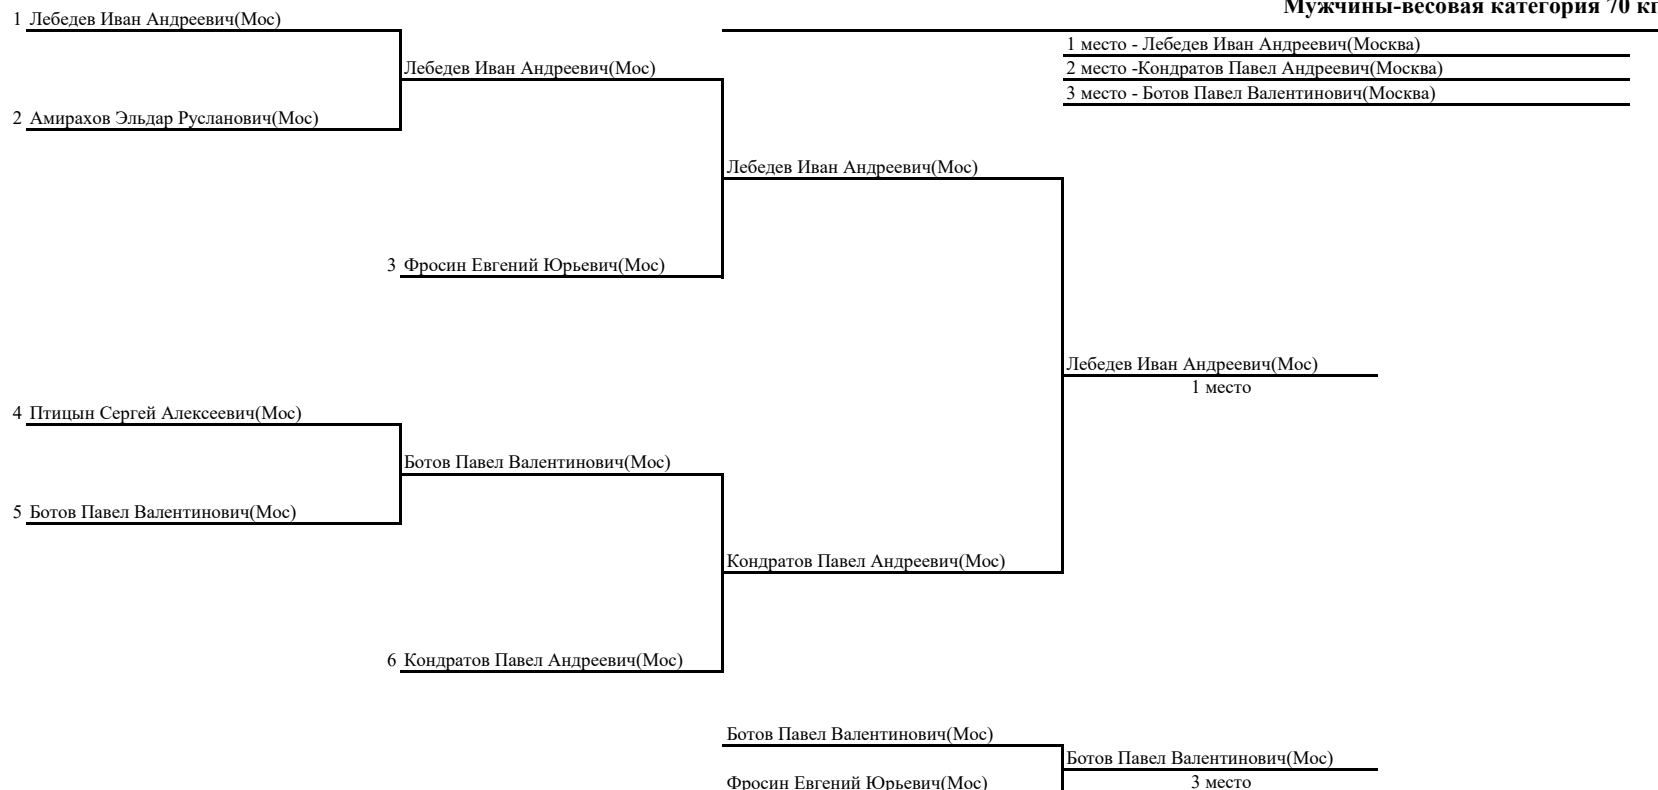 Мужчины-весовая категория 70 кг
1 Лебедев Иван Андреевич(Мос)
1 место - Лебедев Иван Андреевич(Москва)
Лебедев Иван Андреевич(Мос)
2 место -Кондратов Павел Андреевич(Москва)
3 место - Ботов Павел Валентинович(Москва)
2 Амирахов Эльдар Русланович(Мос)
Лебедев Иван Андреевич(Мос)
3 Фросин Евгений Юрьевич(Мос)
Лебедев Иван Андреевич(Мос)
1 место
4 Птицын Сергей Алексеевич(Мос)
Ботов Павел Валентинович(Мос)
5 Ботов Павел Валентинович(Мос)
Кондратов Павел Андреевич(Мос)
6 Кондратов Павел Андреевич(Мос)
Ботов Павел Валентинович(Мос)
Ботов Павел Валентинович(Мос)
Фросин Евгений Юрьевич(Мос)
3 место